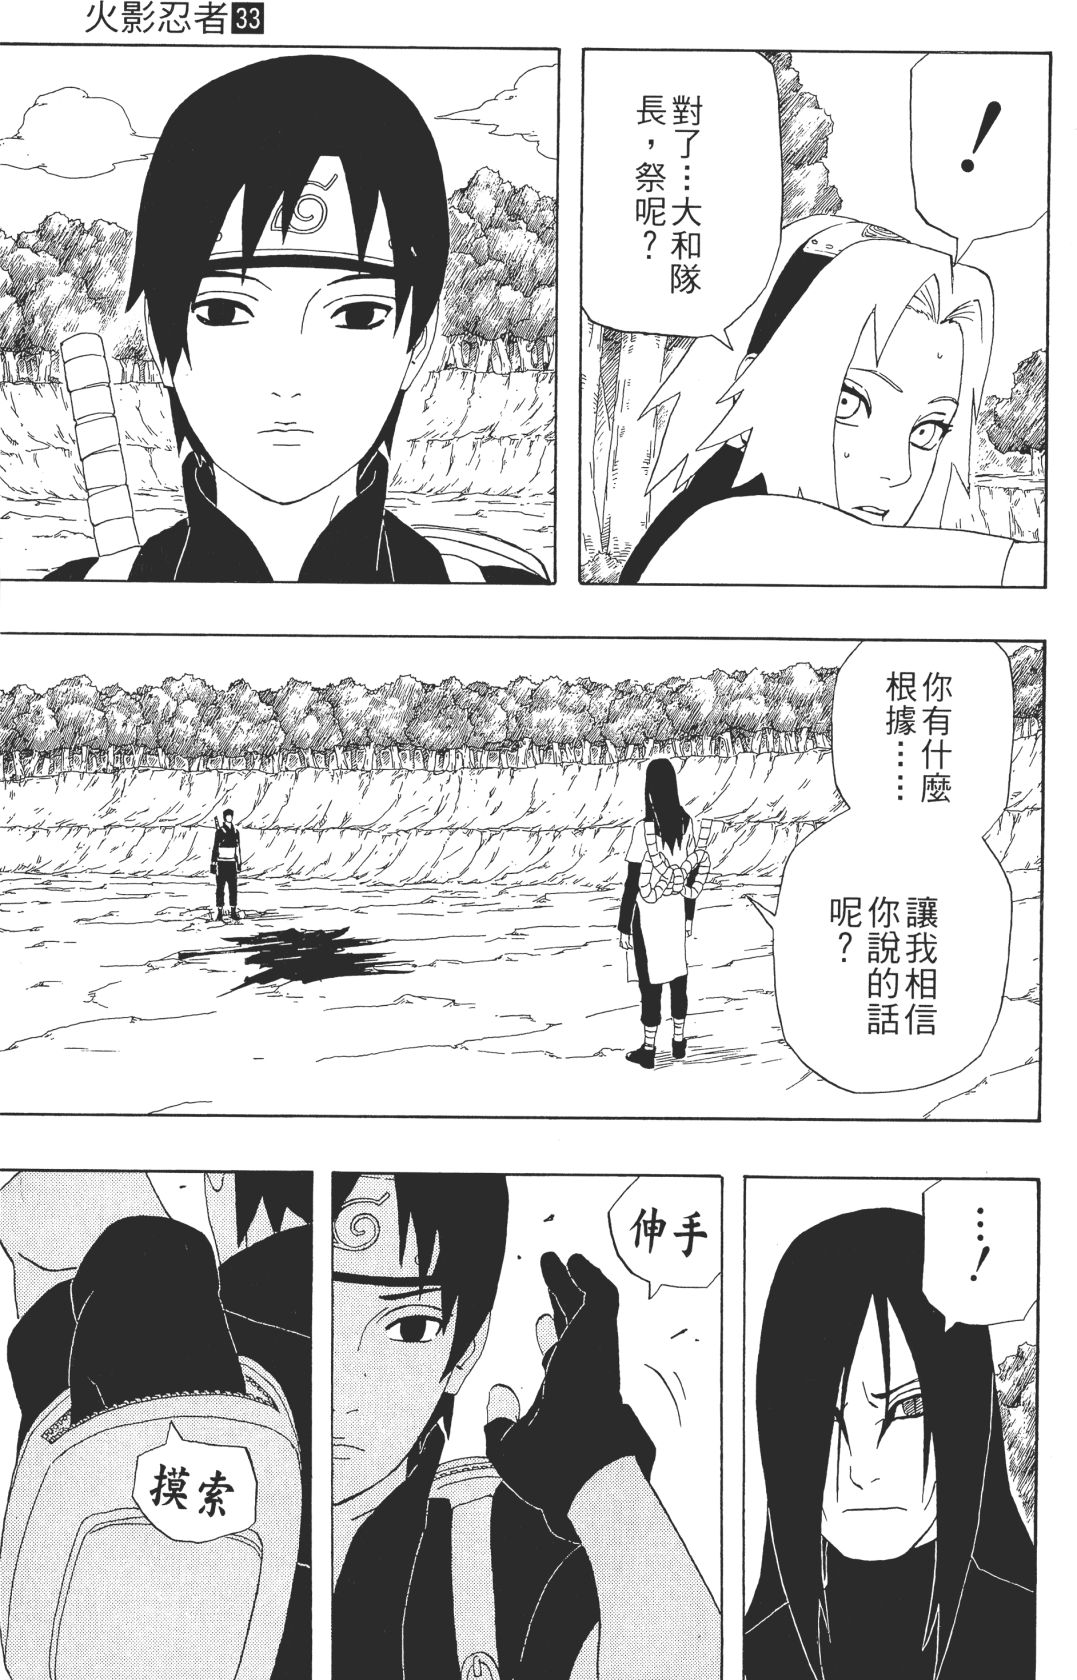 火影忍者33
！
對了…大和隊
長，祭呢？
你有什麼
根據……
讓我相信
你說的話
呢？
…！
伸手
摸索